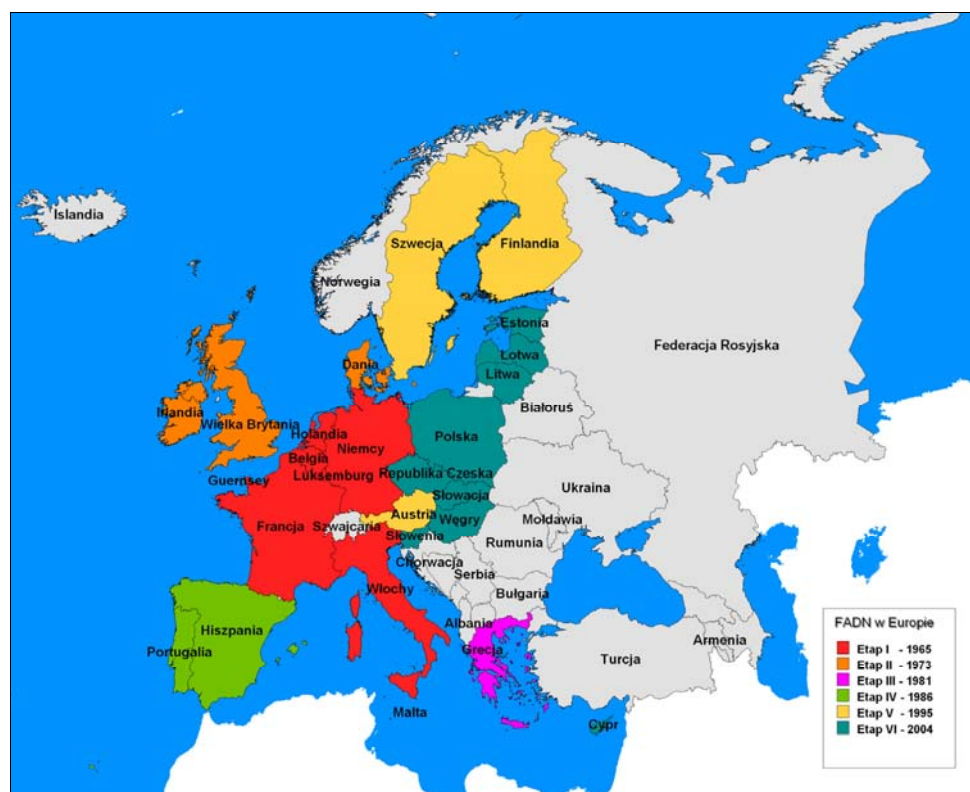 Islandia
Szwecja
Finlandia
Norwegia
Estonia
Federacja Rosyjska
Łotwa
Dania
Litwa
Białoruś
Irlandia
Wielka Brytania
Holandia
Polska
Niemcy
Belgia
Luksemburg
Republika Czeska
Guernsey
Ukraina
Słowacja
Austria
Węgry
Mołdawia
Francja
Szwajcaria
Słowenia
Rumunia
Chorwacja
Serbia
Włochy
Bułgaria
Albania
Hiszpania
Portugalia
Grecja
Turcja
Armenia
Malta
Cypr
FADN w Europie
Etap I - 1965
Etap II - 1973
Etap III - 1981
Etap IV - 1986
Etap V - 1995
Etap VI - 2004